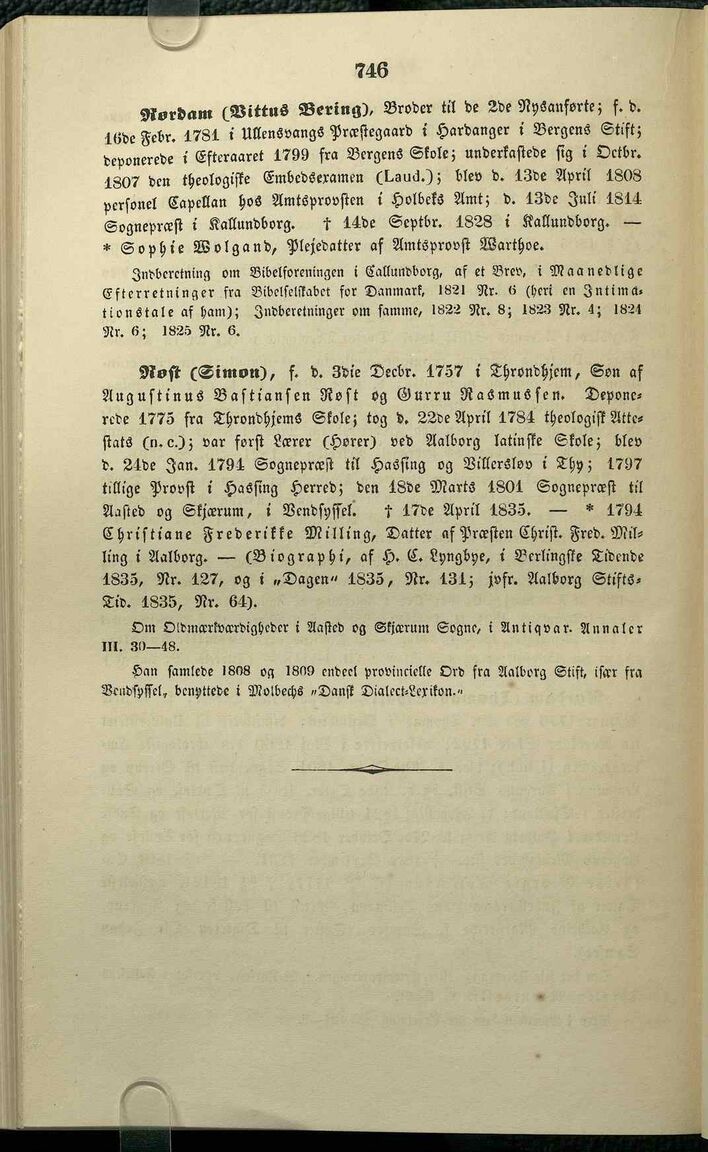 746
Rørdam (Vittus Bering), Broder til de 2de Nysanførte; f. d.
16de Febr. 1781 i Ullensvangs Præstegaard i Hardanger i Bergens Stift;
deponerede i Efteraaret 1799 fra Bergens Skole; underkastede sig i Octbr.
1807 den theologiske Embedsexamen (Laud.); blev d. 13de April 1808
personel Capellan hos Amtsprovsten i Holbeks Amt; d. 13de Juli 1814
Sognepræst i Kallundborg. † 14de Septbr. 1828 i Kallundborg. —
* Sophie Wolgand, Plejedatter af Amtsprovst Warthoe.
Indberetning om Bibelforeningen i Callundborg, af et Brev, i Maanedlige
Efterretninger fra Bibelselskabet for Danmark, 1821 Nr. 6 (heri en Intima-
tionstale af ham); Indberetninger om samme, 1822 Nr. 8; 1823 Nr. 4; 1824
Nr. 6; 1825 Nr. 6.
Røst (Simon), f. d. 3die Decbr. 1757 i Throndhjem, Søn af
Augustinus Bastiansen Røst og Gurru Rasmussen. Depone-
rede 1775 fra Throndhjems Skole; tog d. 22de April 1784 theologisk Atte-
stats (n. c.); var først Lærer (Hører) ved Aalborg latinske Skole; blev
d. 24de Jan. 1794 Sognepræst til Hassing og Villerslov i Thy; 1797
tillige Provst i Hassing Herred; den 18de Marts 1801 Sognepræst til
Aasted og Skjærum, i Vendsyssel. † 17de April 1835. — * 1794
Christiane Frederikke Milling, Datter af Præsten Christ. Fred. Mil-
ling i Aalborg. — (Biographi, af H. C. Lyngbye, i Berlingske Tidende
1835, Nr. 127, og i „Dagen“ 1835, Nr. 131; jvfr. Aalborg Stifts-
Tid. 1835, Nr. 64).
Om Oldmærkværdigheder i Aasted og Skjærum Sogne, i Antiqvar. Annaler
III. 30—48.
Han samlede 1808 og 1809 endeel provincielle Ord fra Aalborg Stift, især fra
Vendsyssel, benyttede i Molbechs „Dansk Dialect-Lexikon.“